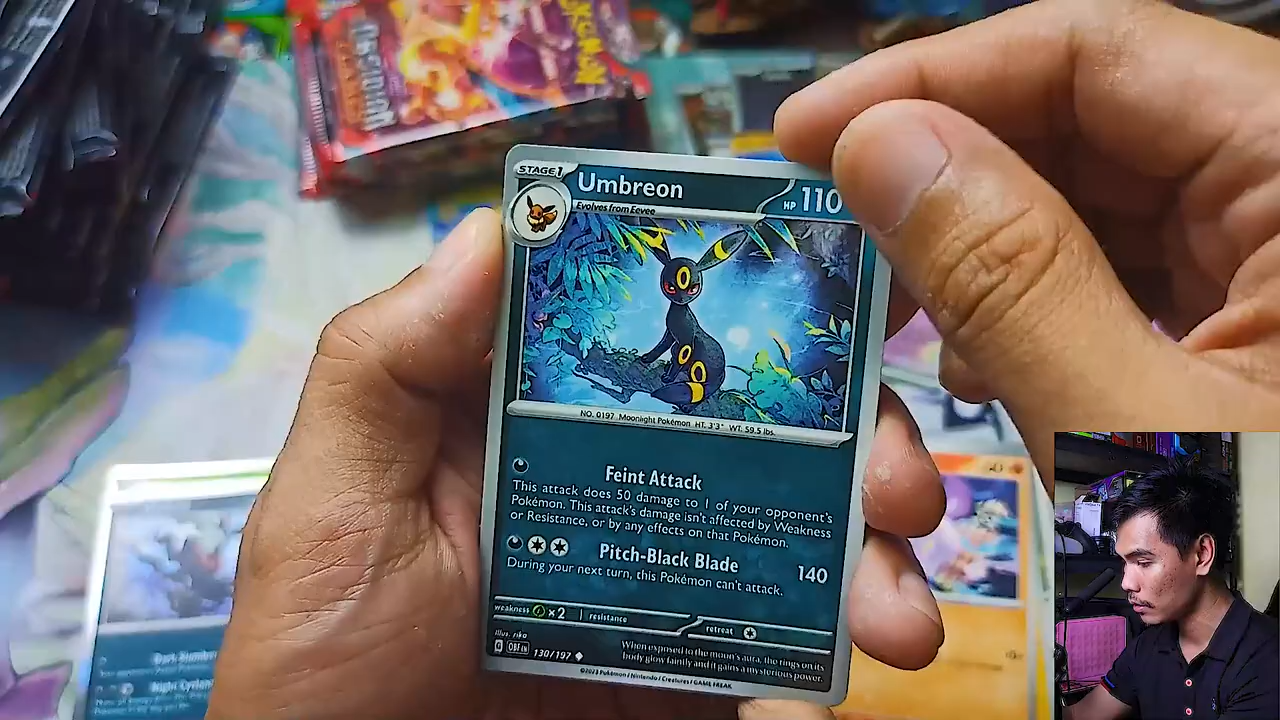 STAGE 1
Umbreon
HP 110
Evolves from Eevee
NO. 0197 Moonlight Pokémon HT. 3'3" WT. 59.5 lbs.
Feint Attack
This attack does 50 damage to 1 of your opponent's
Pokémon. This attack's damage isn't affected by Weakness
or Resistance, or by any effects on that Pokémon.
Pitch-Black Blade 140
During your next turn, this Pokémon can't attack.
weakness ×2 resistance
retreat
Illus. rika
G OBF EN 130/197
When exposed to the moon's aura, the rings on its
body glow faintly and it gains a mysterious power.
©2023 Pokémon / Nintendo / Creatures / GAME FREAK